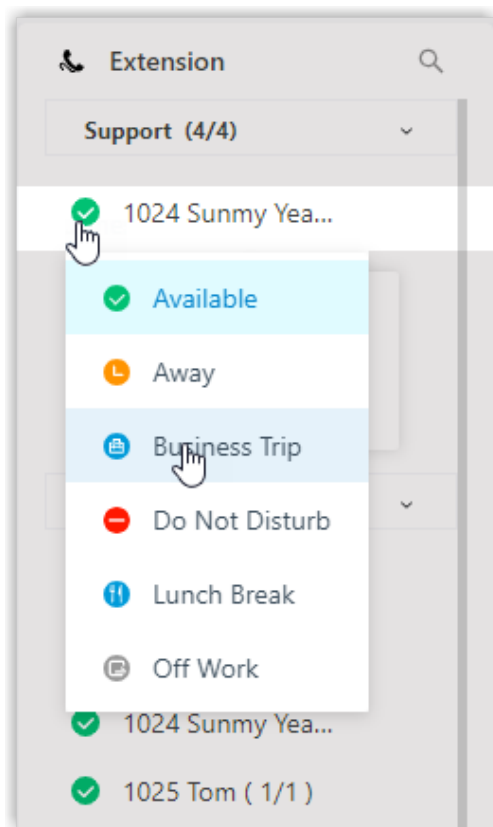 Extension
Support (4/4)
1024 Sunmy Yea...
Available
Away
Business Trip
Do Not Disturb
Lunch Break
Off Work
1024 Sunmy Yea...
1025 Tom ( 1/1 )